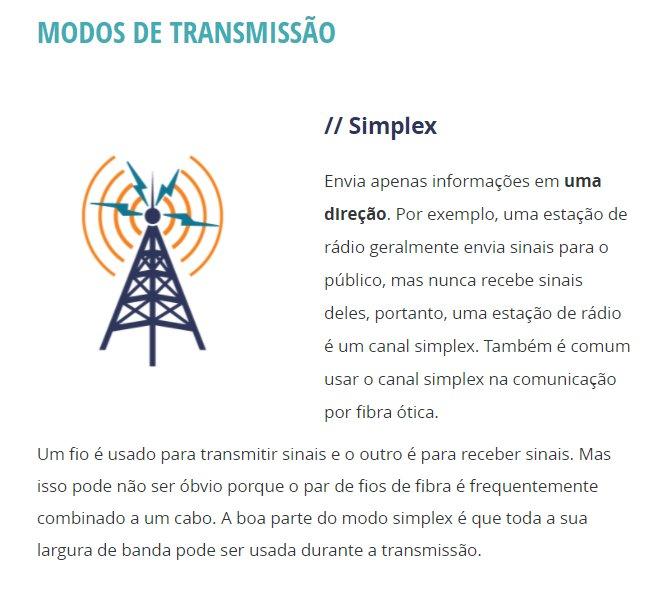 MODOS DE TRANSMISSÃO
// Simplex
Envia apenas informações em uma
direção. Por exemplo, uma estação de
rádio geralmente envia sinais para o
público, mas nunca recebe sinais
deles, portanto, uma estação de rádio
é um canal simplex. Também é comum
usar o canal simplex na comunicação
por fibra ótica.
Um fio é usado para transmitir sinais e o outro é para receber sinais. Mas
isso pode não ser óbvio porque o par de fios de fibra é frequentemente
combinado a um cabo. A boa parte do modo simplex é que toda a sua
largura de banda pode ser usada durante a transmissão.